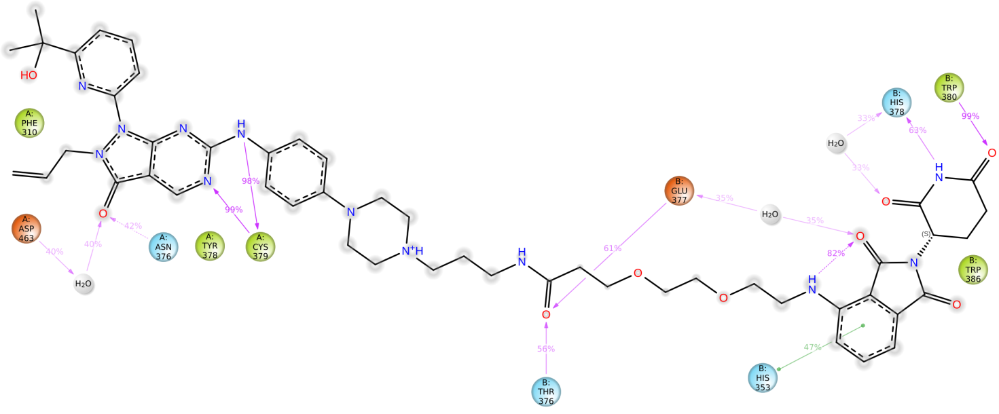 HO
N
A:
PHE
310
N
N
N
N
N
H
O
A:
ASP
463
40%
40%
H₂O
42%
A:
ASN
376
A:
TYR
378
99%
98%
A:
CYS
379
N
N⁺H
H
N
O
61%
56%
B:
THR
376
O
O
B:
GLU
377
35%
H₂O
35%
O
82%
H
N
47%
B:
HIS
353
N
O
(S)
O
H
N
O
H₂O
33%
33%
B:
HIS
378
63%
B:
TRP
380
99%
B:
TRP
386